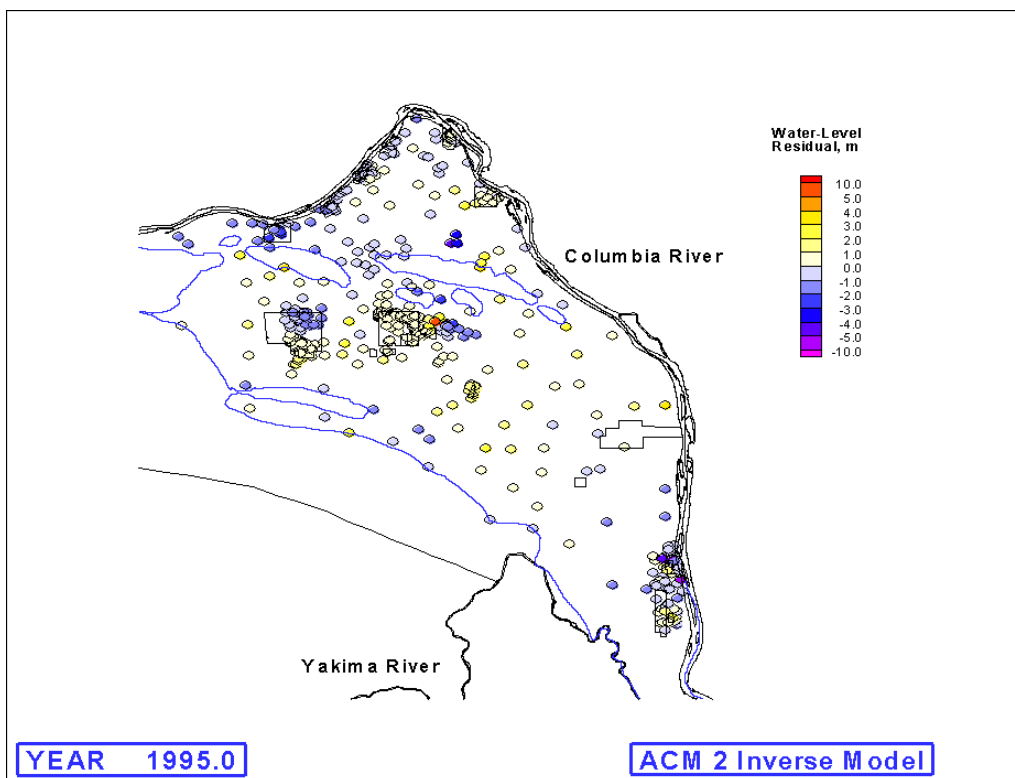 Water-Level
Residual, m
10.0
5.0
4.0
3.0
2.0
1.0
0.0
-1.0
-2.0
-3.0
-4.0
-5.0
-10.0
Columbia River
Yakima River
YEAR 1995.0
ACM 2 Inverse Model